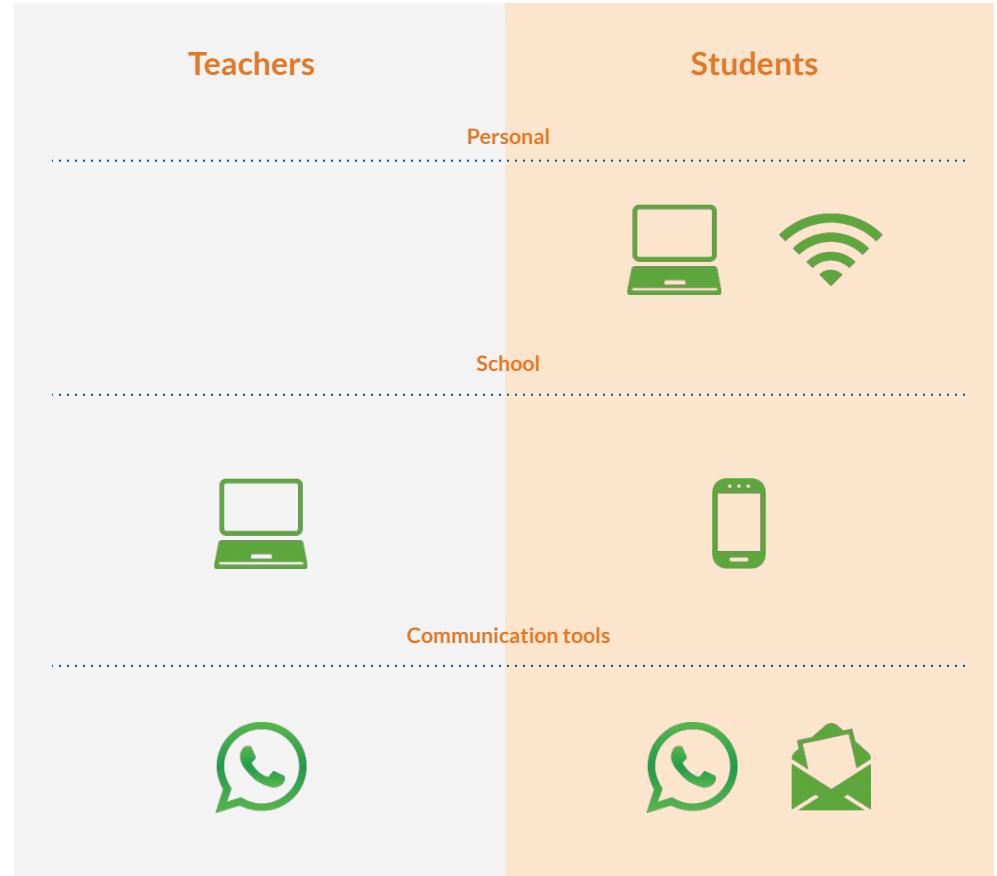 Teachers
Students
Personal
School
Communication tools